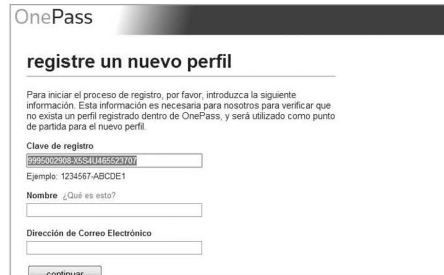 OnePass
registre un nuevo perfil
Para iniciar el proceso de registro, por favor, introduzca la siguiente
información. Esta información es necesaria para nosotros para verificar que
no exista un perfil registrado dentro de OnePass, y será utilizado como punto
de partida para el nuevo perfil.
Clave de registro
9995002908-X5S4U465523707
Ejemplo: 1234567-ABCDE1
Nombre ¿Qué es esto?
Dirección de Correo Electrónico
continuar